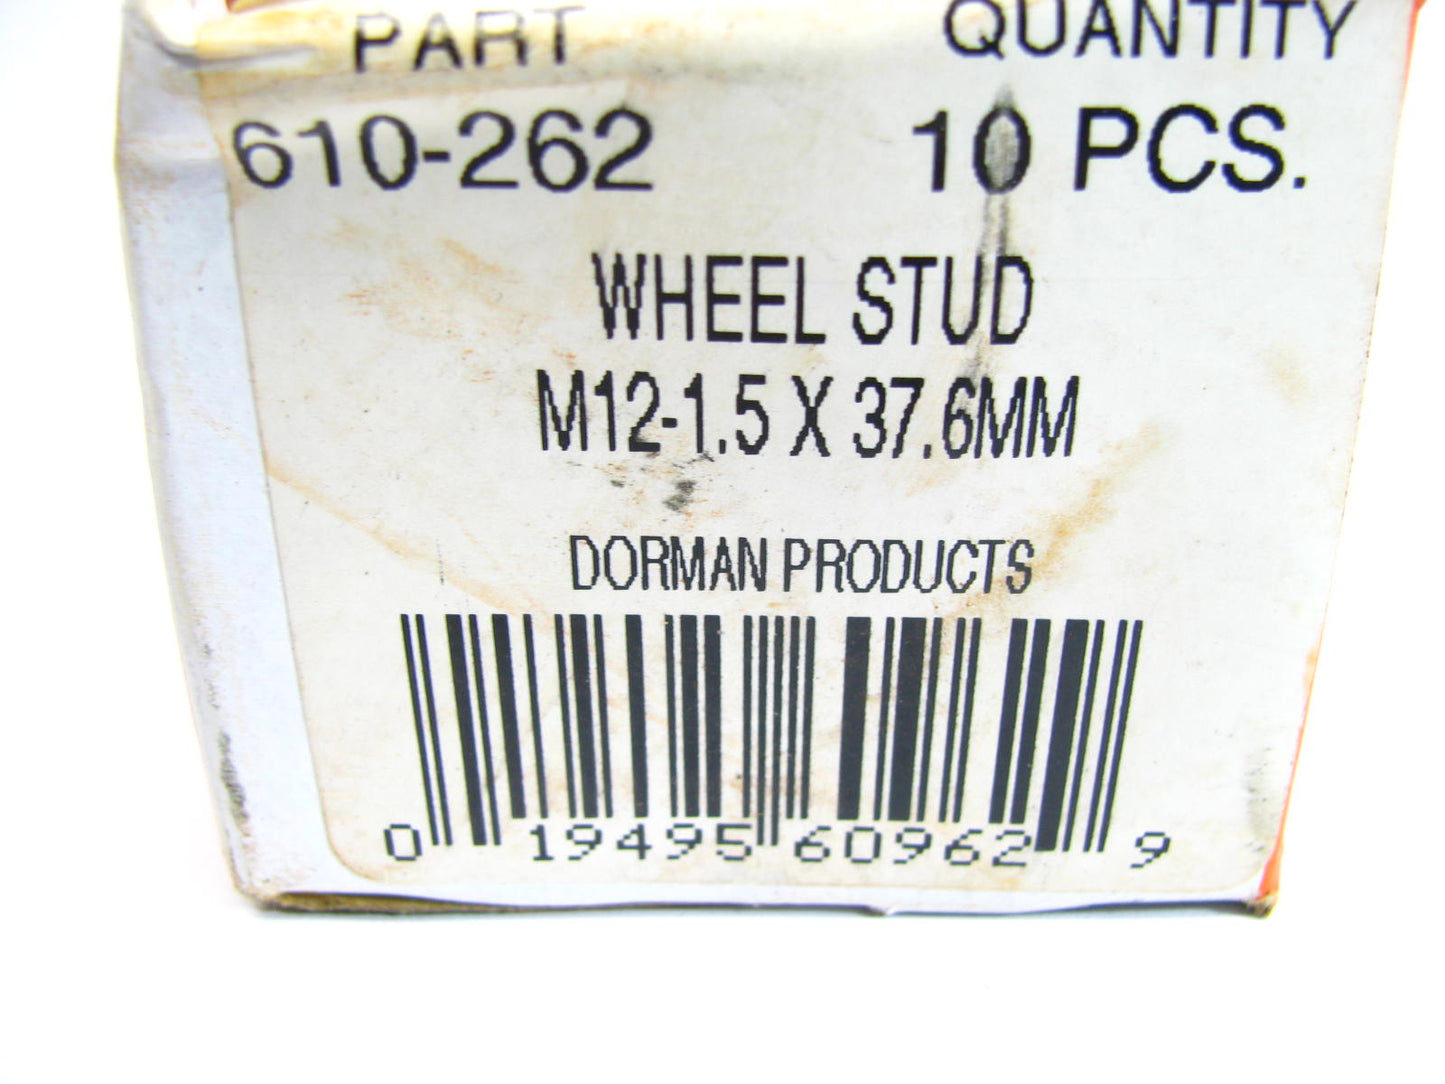 PART QUANTITY
610-262 10 PCS.
WHEEL STUD
M12-1.5 X 37.6MM
DORMAN PRODUCTS
0 19495 60962 9